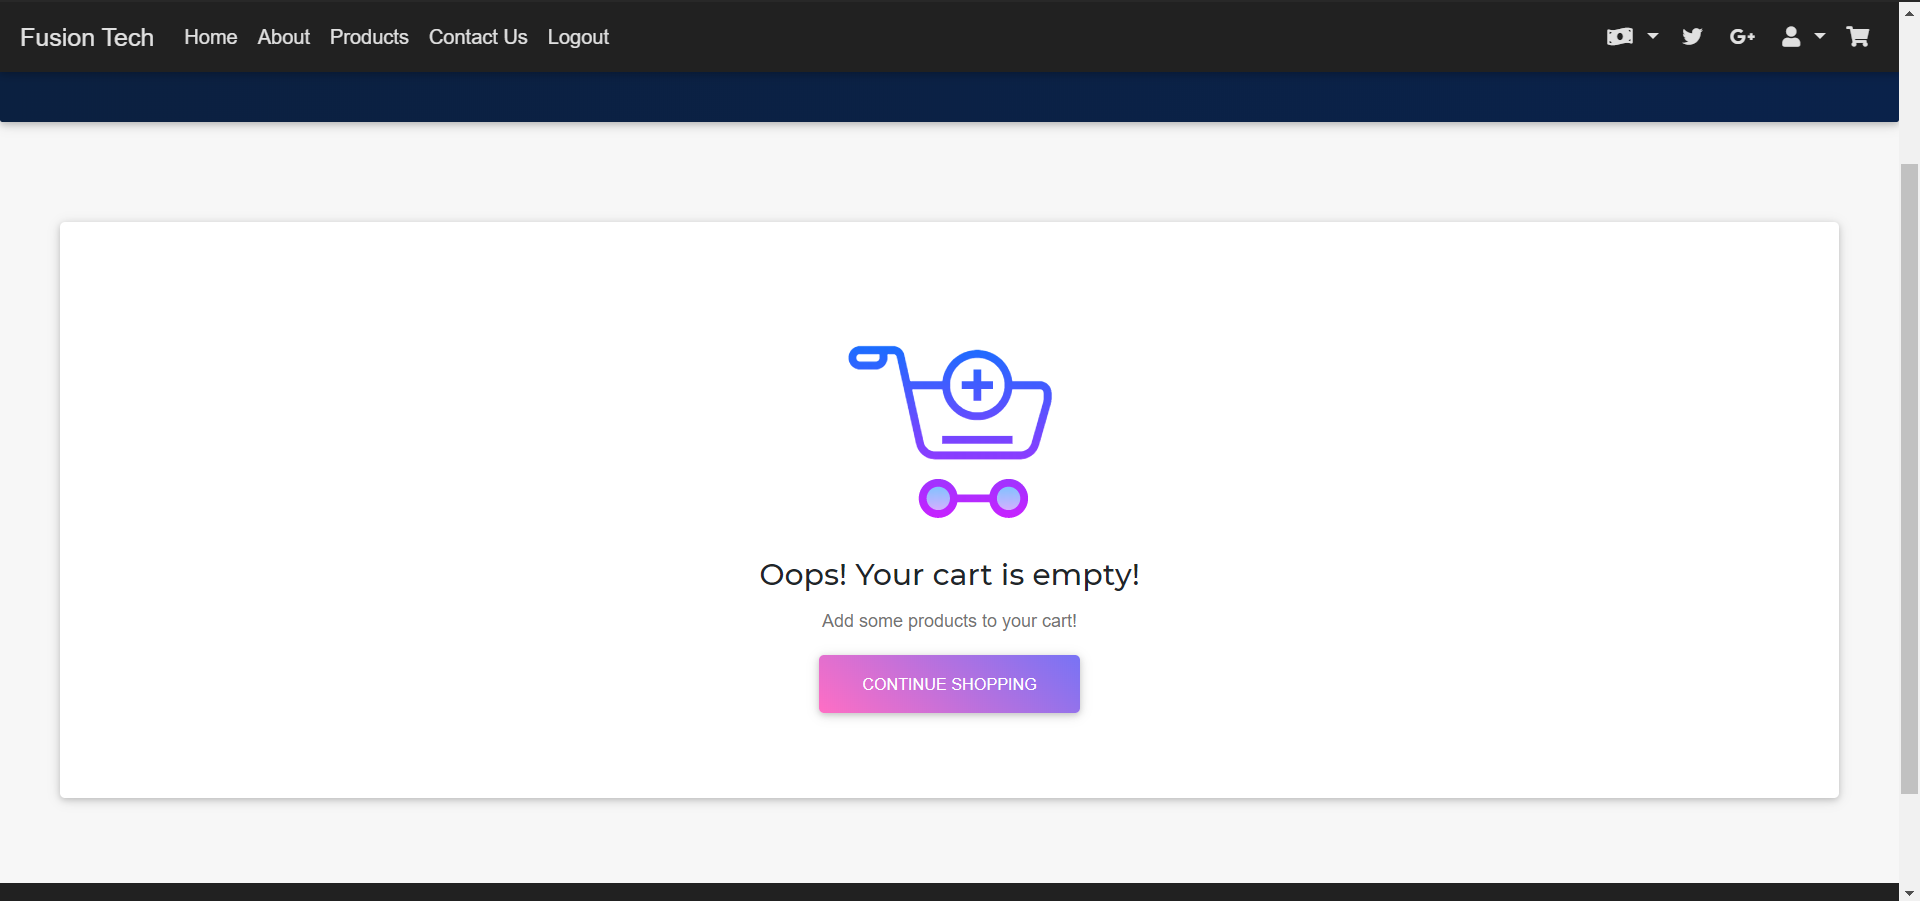 Fusion Tech Home About Products Contact Us Logout G+
Oops! Your cart is empty!
Add some products to your cart!
CONTINUE SHOPPING